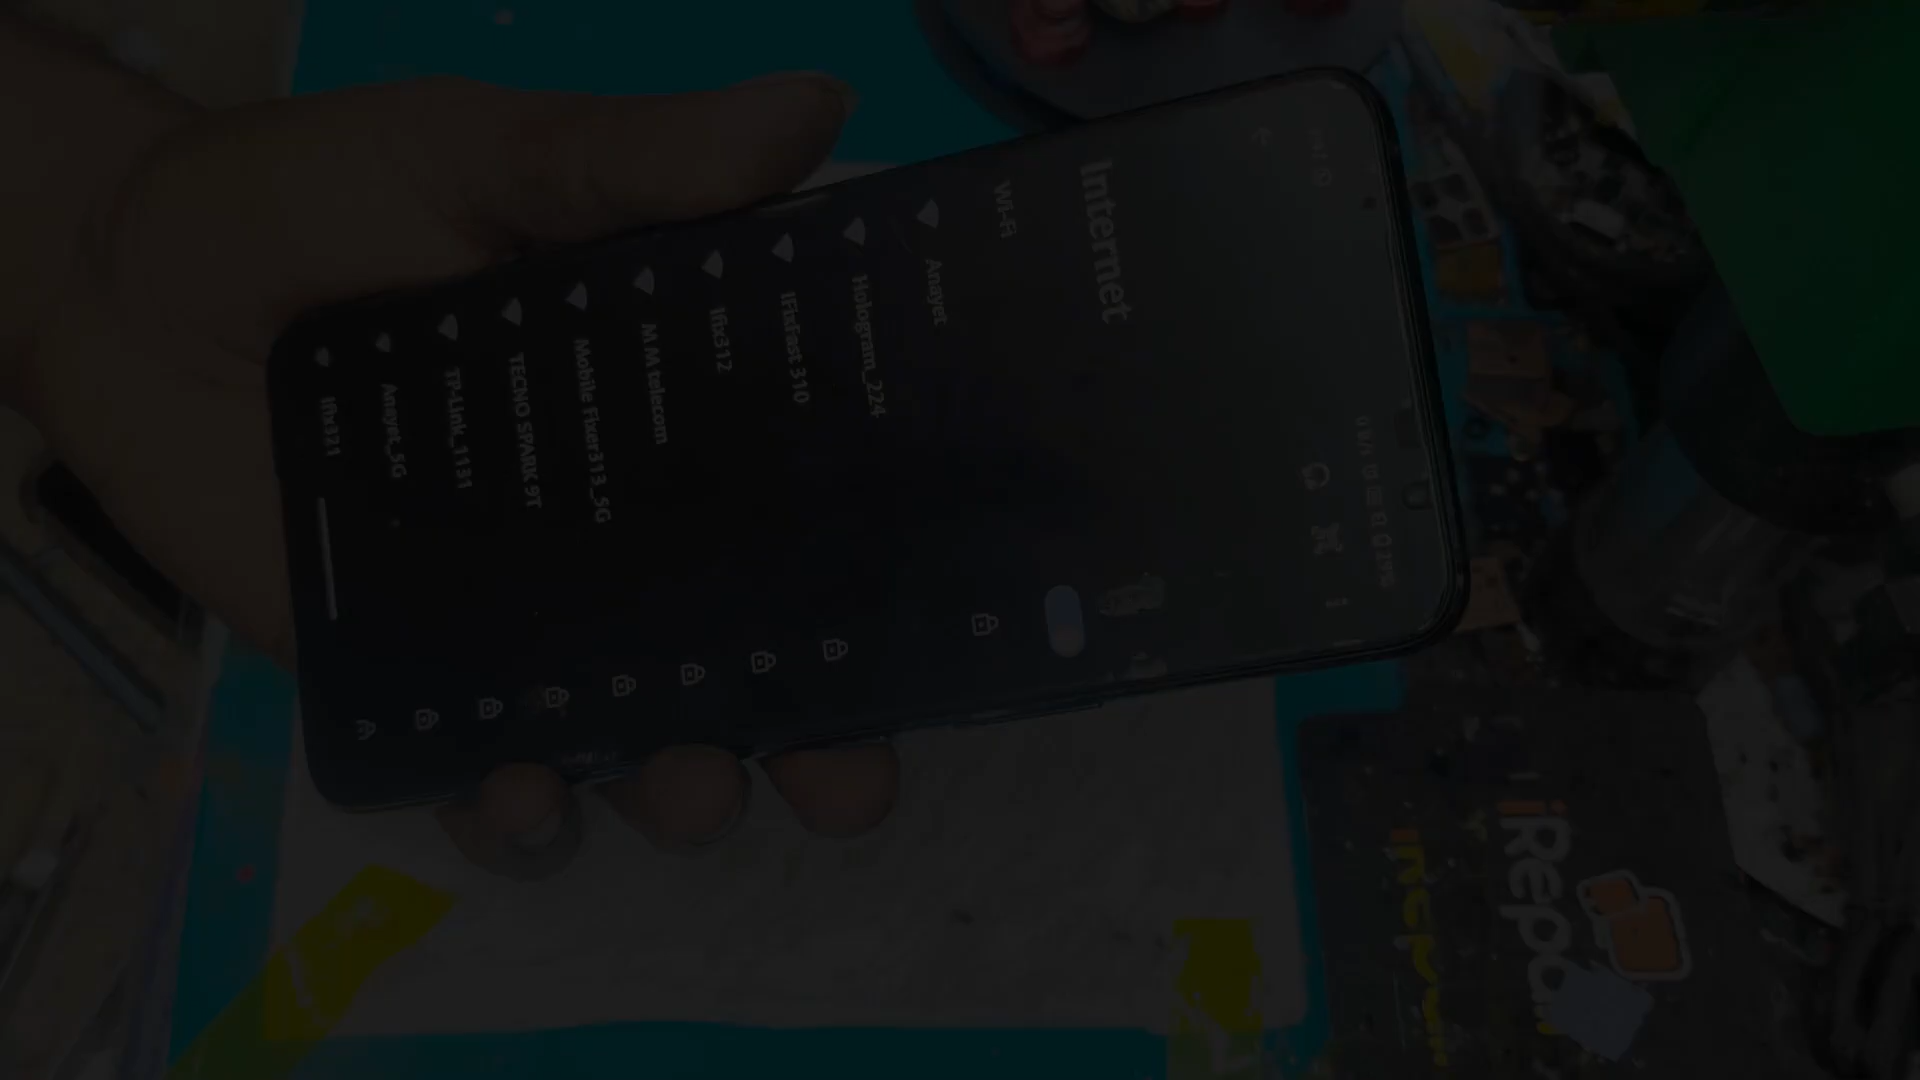 Internet
Wi-Fi
Anayet
Hologram_224
iFixFast 310
Ifix312
M M telecom
Mobile Fixer313_5G
TECNO SPARK 9T
TP-Link_1131
Anayet_5G
Ifix321
iRepair